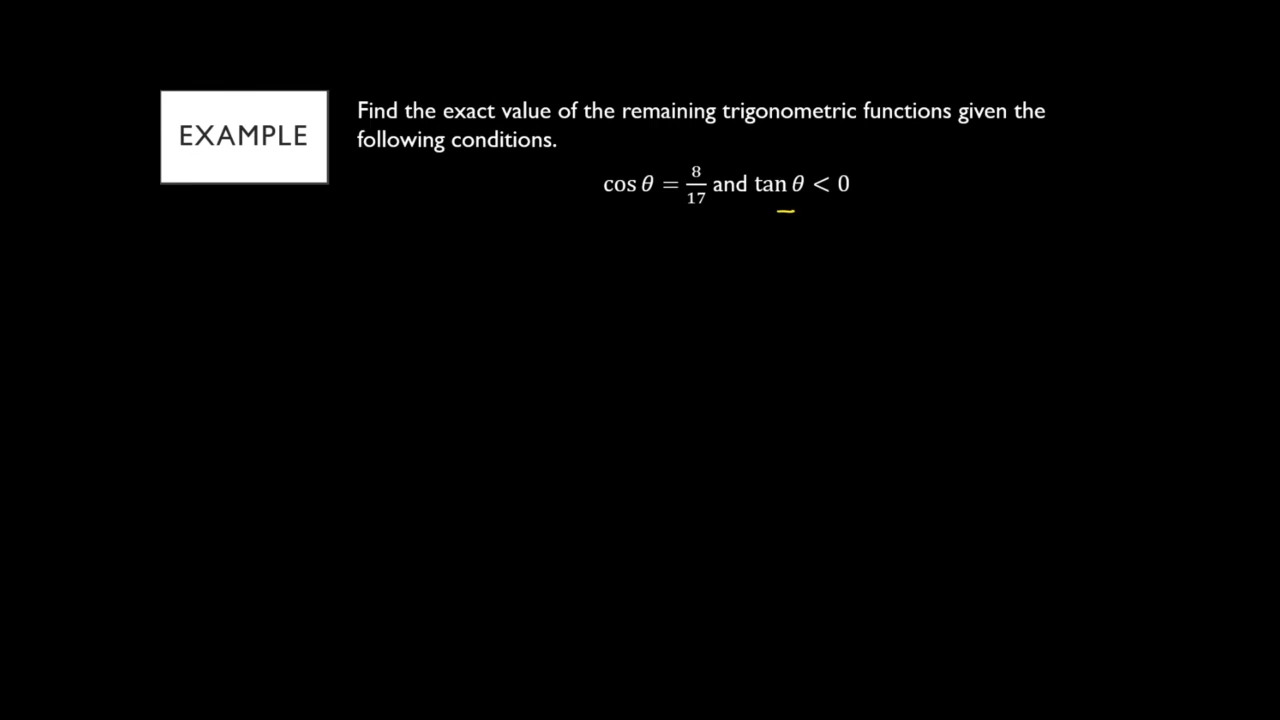 EXAMPLE
Find the exact value of the remaining trigonometric functions given the
following conditions.
cos θ = 8/17 and tan θ < 0